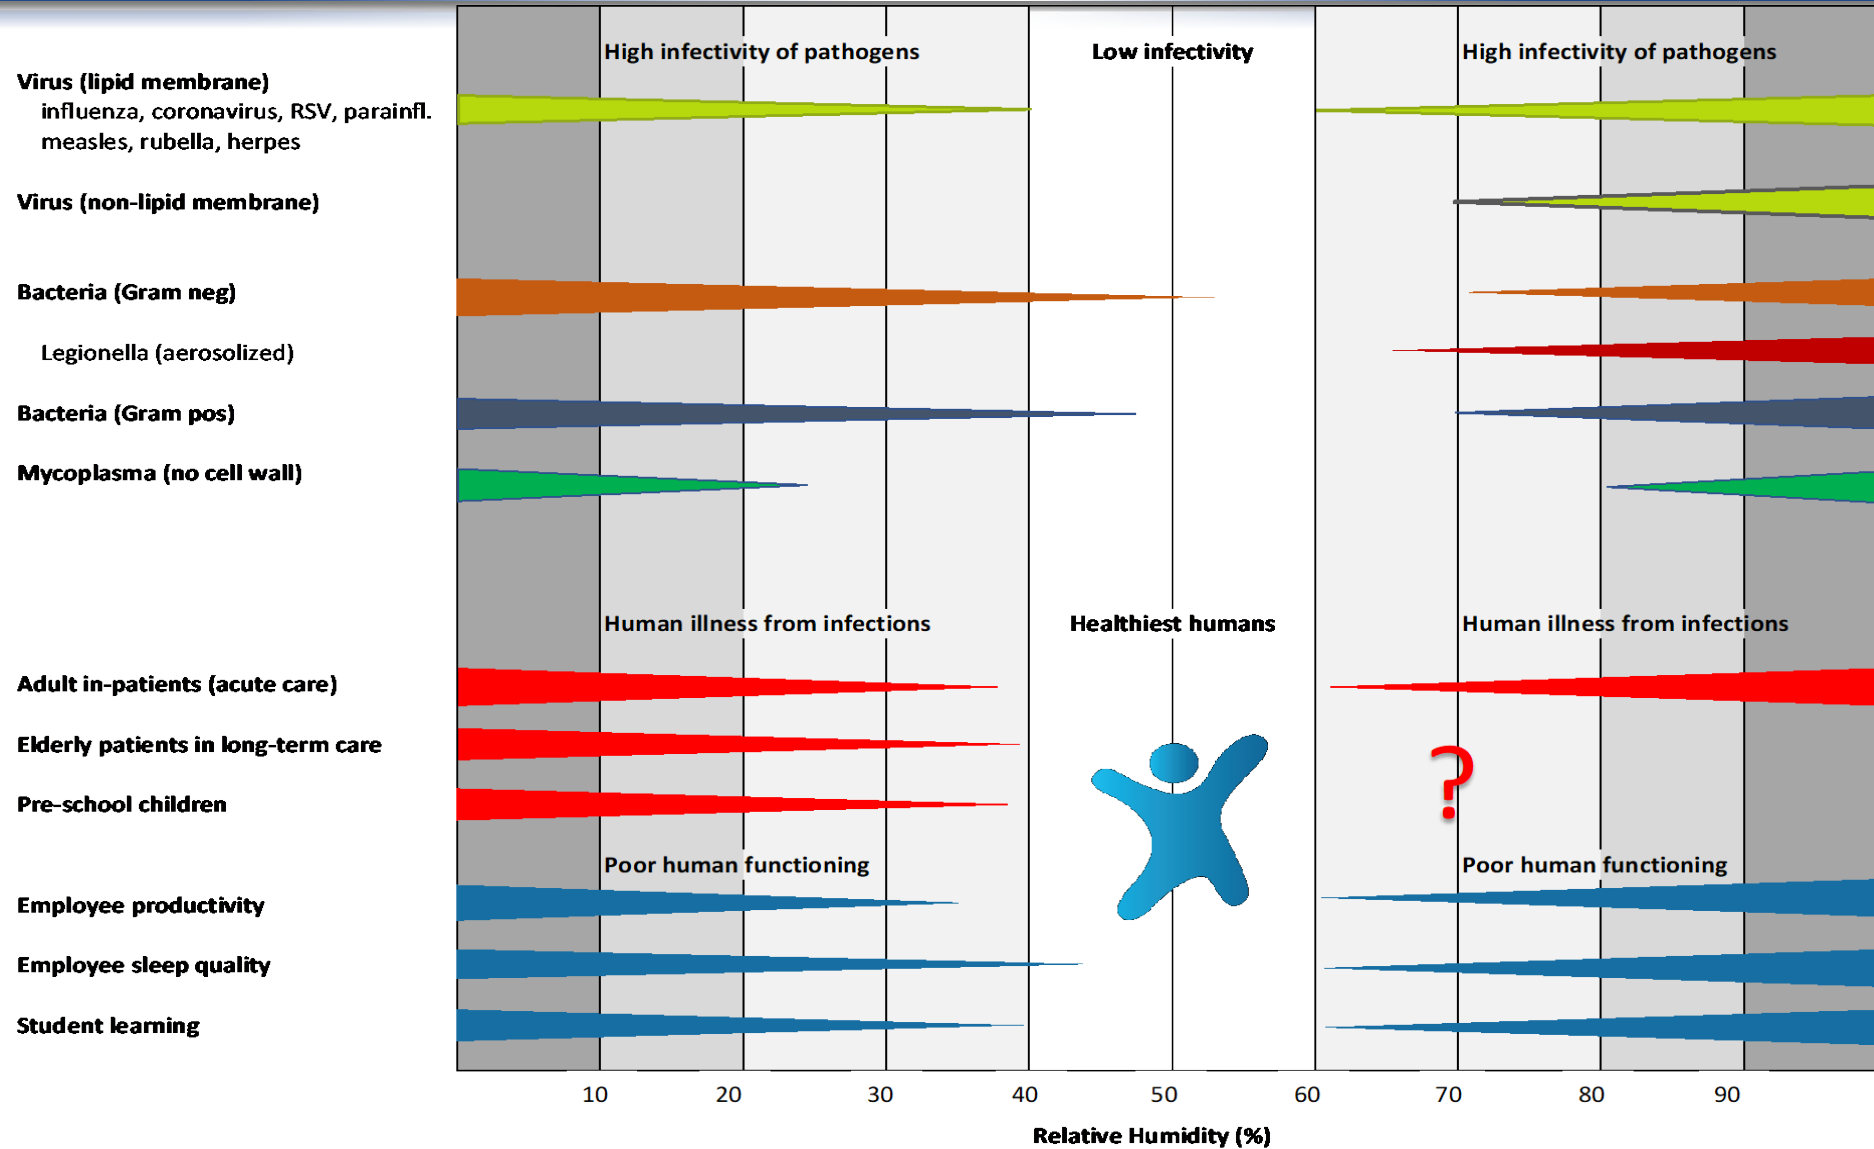 High infectivity of pathogens Low infectivity High infectivity of pathogens
Virus (lipid membrane)
influenza, coronavirus, RSV, parainfl.
measles, rubella, herpes
Virus (non-lipid membrane)
Bacteria (Gram neg)
Legionella (aerosolized)
Bacteria (Gram pos)
Mycoplasma (no cell wall)
Human illness from infections Healthiest humans Human illness from infections
Adult in-patients (acute care)
Elderly patients in long-term care
?
Pre-school children
Poor human functioning Poor human functioning
Employee productivity
Employee sleep quality
Student learning
10 20 30 40 50 60 70 80 90
Relative Humidity (%)